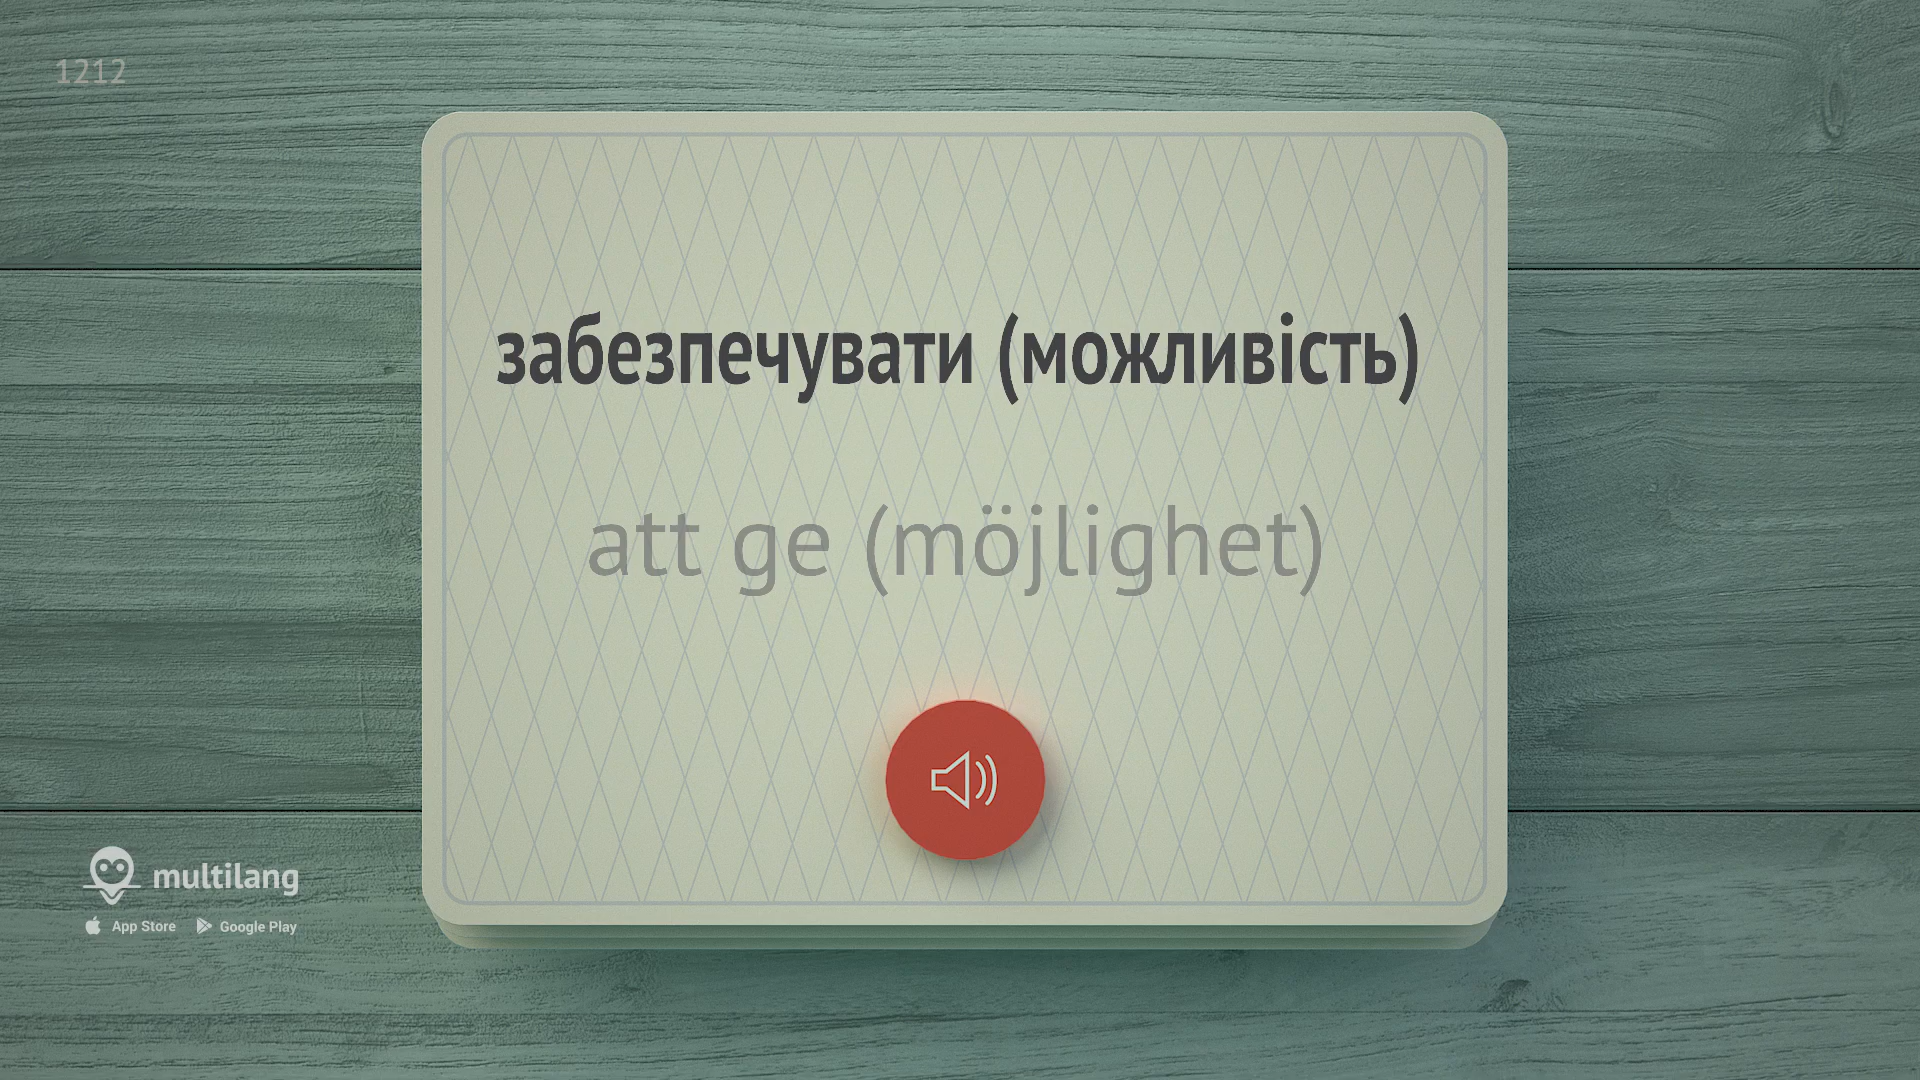 1212
забезпечувати (можливість)
att ge (möjlighet)
multilang
App Store Google Play